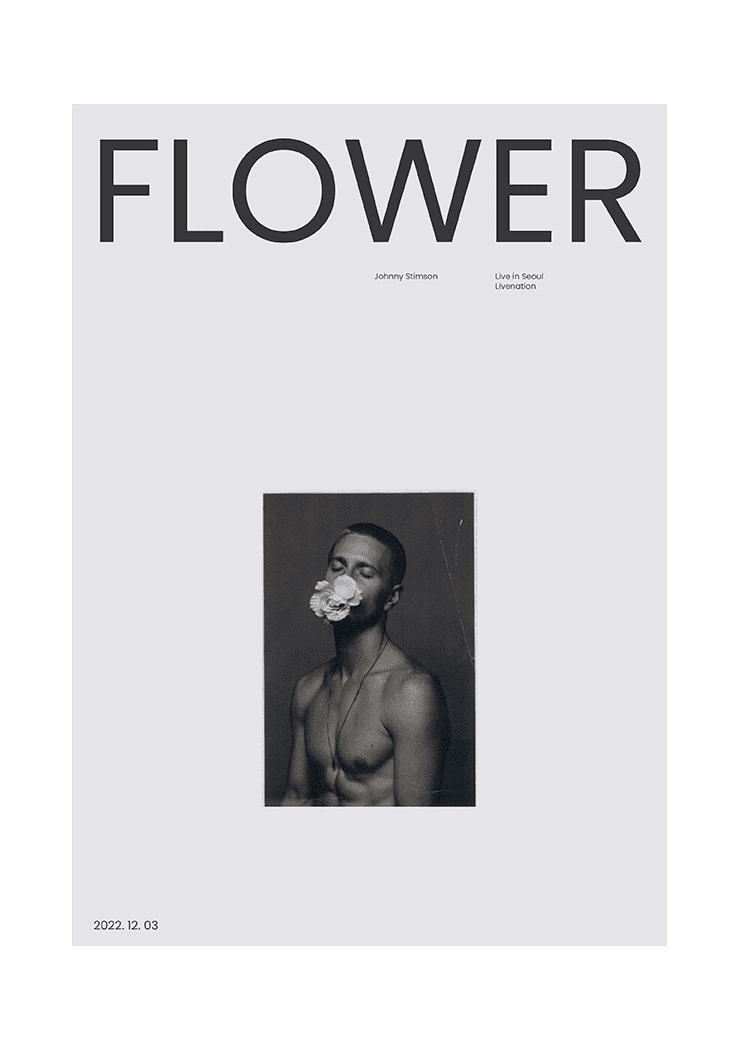 FLOWER
Johnny Stimson
Live in Seoul
Livenation
2022. 12. 03